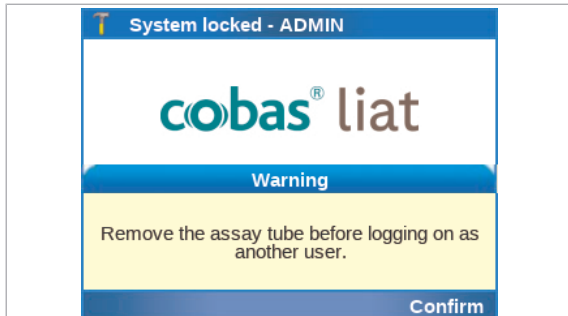 System locked - ADMIN
cobas® liat
Warning
Remove the assay tube before logging on as
another user.
Confirm